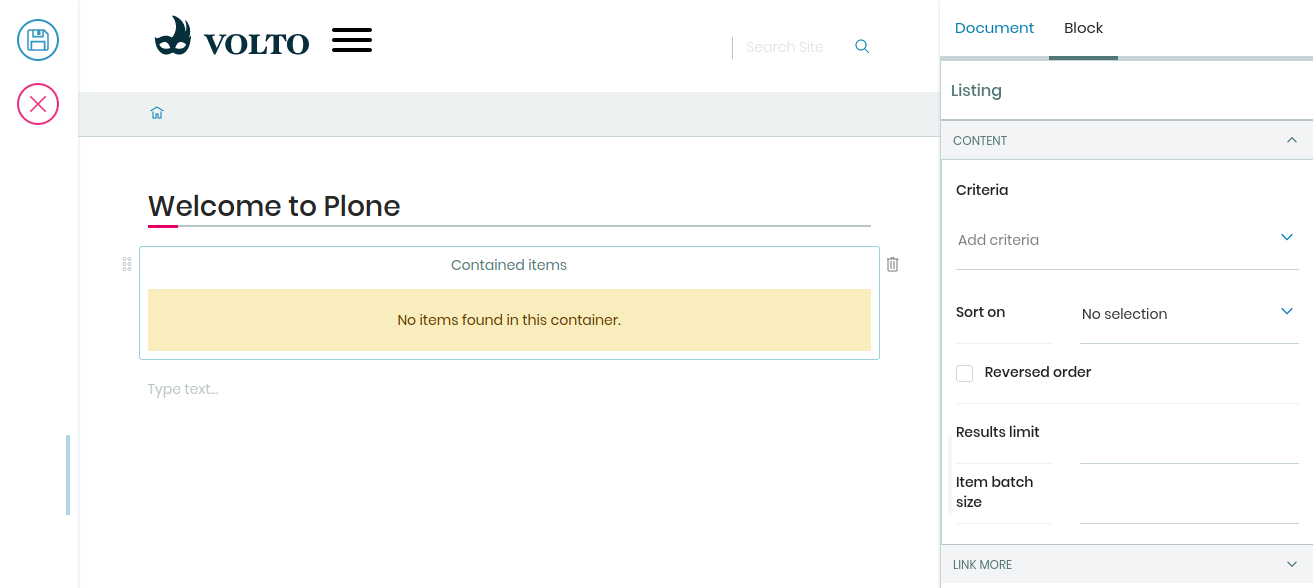 VOLTO
Search Site
Document
Block
Welcome to Plone
Contained items
No items found in this container.
Type text…
Listing
CONTENT
Criteria
Add criteria
Sort on
No selection
Reversed order
Results limit
Item batch
size
LINK MORE